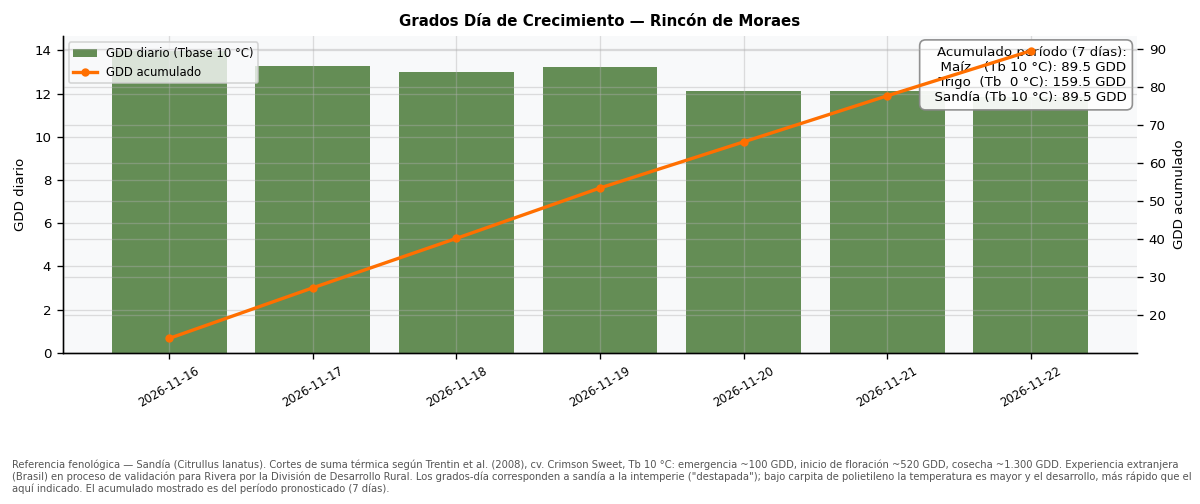 Grados Día de Crecimiento — Rincón de Moraes
GDD diario (Tbase 10 °C)
GDD acumulado
Acumulado período (7 días):
Maíz (Tb 10 °C): 89.5 GDD
Trigo (Tb 0 °C): 159.5 GDD
Sandía (Tb 10 °C): 89.5 GDD
GDD diario
14
12
10
8
6
4
2
0
90
80
70
60
50
40
30
20
GDD acumulado
2026-11-16
2026-11-17
2026-11-18
2026-11-19
2026-11-20
2026-11-21
2026-11-22
Referencia fenológica — Sandía (Citrullus lanatus). Cortes de suma térmica según Trentin et al. (2008), cv. Crimson Sweet, Tb 10 °C: emergencia ~100 GDD, inicio de floración ~520 GDD, cosecha ~1.300 GDD. Experiencia extranjera
(Brasil) en proceso de validación para Rivera por la División de Desarrollo Rural. Los grados-día corresponden a sandía a la intemperie ("destapada"); bajo carpita de polietileno la temperatura es mayor y el desarrollo, más rápido que el
aquí indicado. El acumulado mostrado es del período pronosticado (7 días).